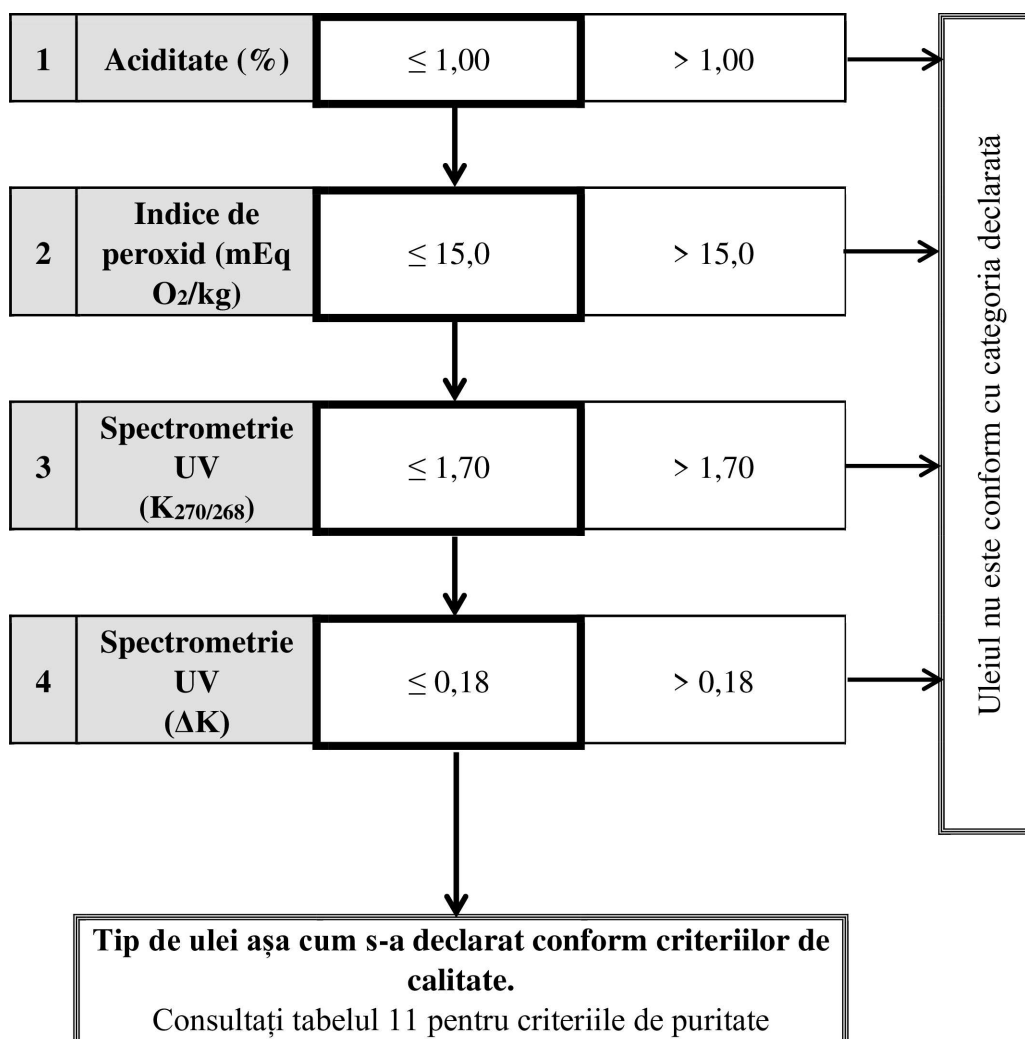 1 Aciditate (%) ≤ 1,00 > 1,00
2 Indice de
peroxid (mEq
O2/kg) ≤ 15,0 > 15,0
3 Spectrometrie
UV
(K270/268) ≤ 1,70 > 1,70
4 Spectrometrie
UV
(ΔK) ≤ 0,18 > 0,18
Uleiul nu este conform cu categoria declarată
Tip de ulei așa cum s-a declarat conform criteriilor de
calitate.
Consultați tabelul 11 pentru criteriile de puritate